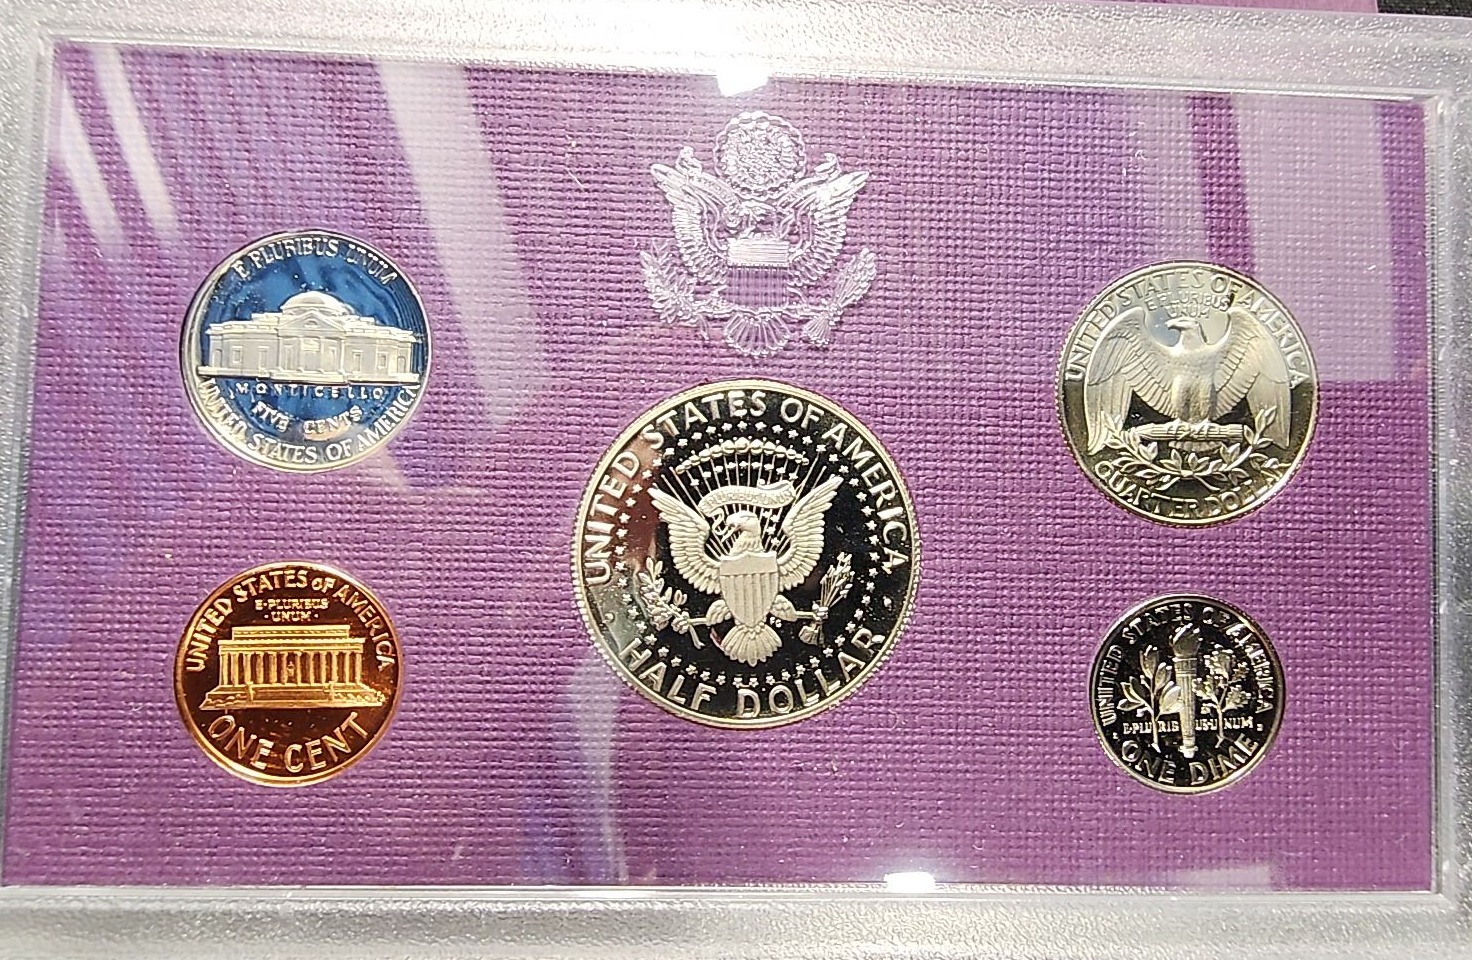 E PLURIBUS UNUM
MONTICELLO
FIVE CENTS
UNITED STATES OF AMERICA
UNITED STATES OF AMERICA
E·PLURIBUS
·UNUM·
ONE CENT
UNITED STATES OF AMERICA
FG
HALF DOLLAR
UNITED STATES OF AMERICA
E·PLURIBUS
UNUM
QUARTER DOLLAR
UNITED STATES OF AMERICA
E·PLURIBUS·UNUM
· ONE DIME ·